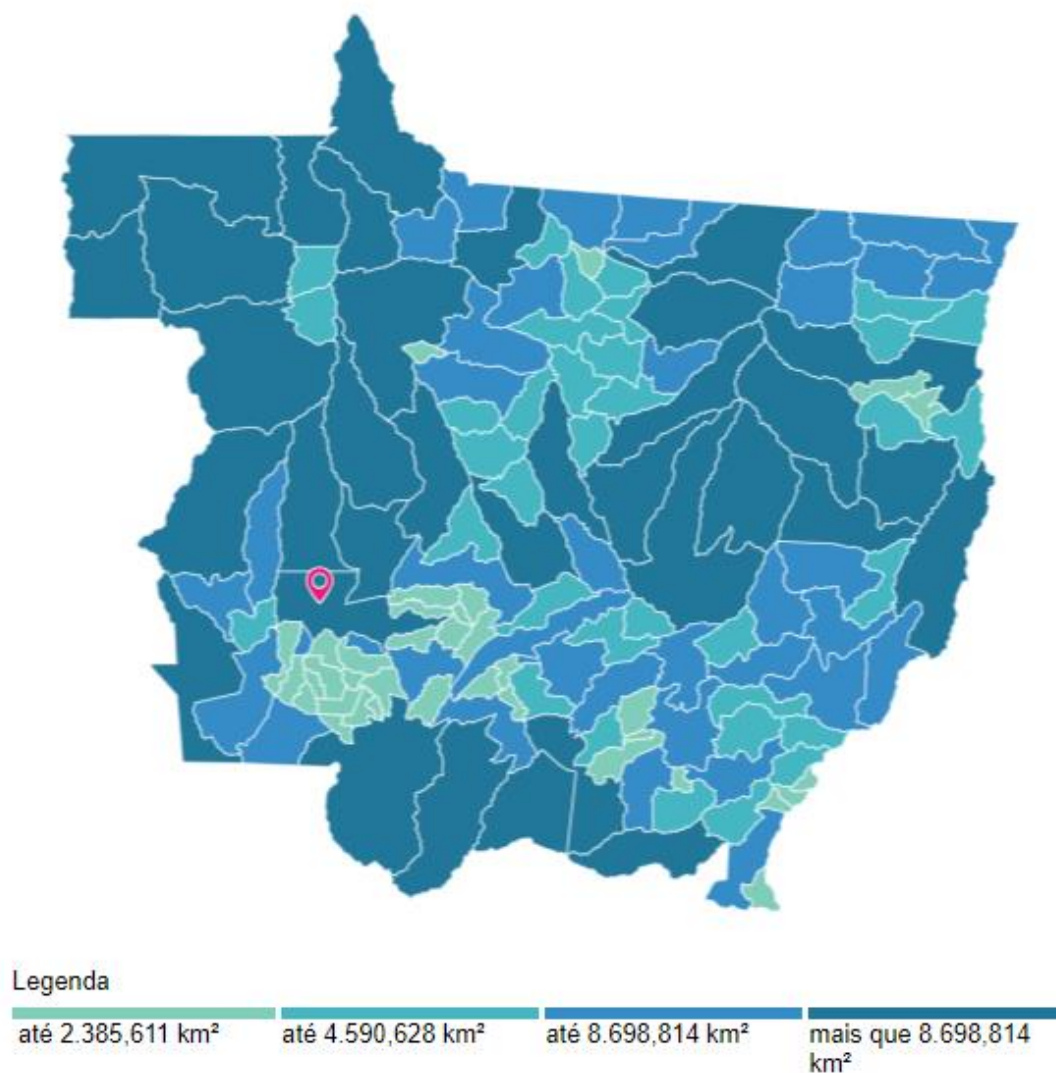 Legenda
até 2.385,611 km²
até 4.590,628 km²
até 8.698,814 km²
mais que 8.698,814
km²